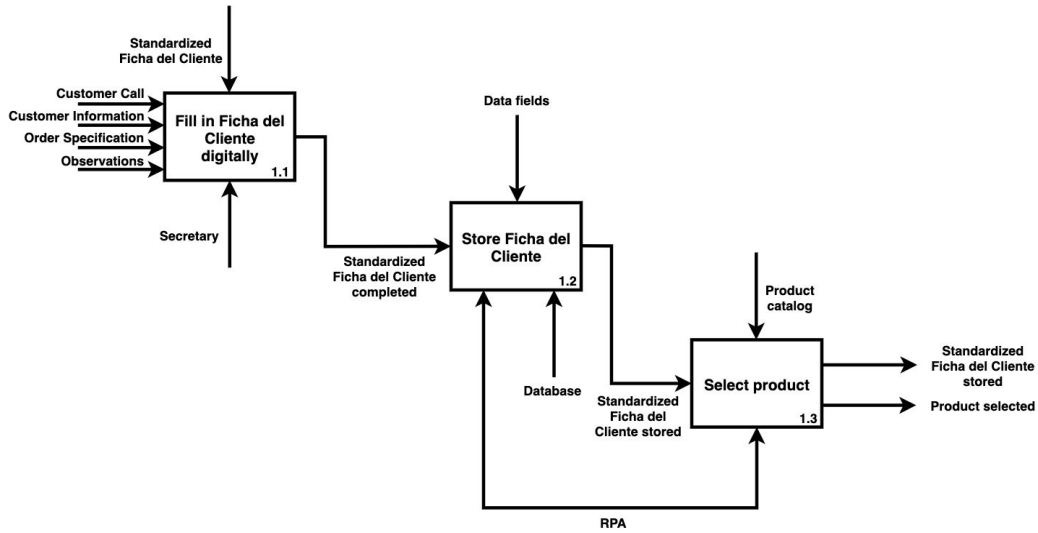 Standardized
Ficha del Cliente
Customer Call
Customer Information
Order Specification
Observations
Fill in Ficha del
Cliente
digitally
1.1
Secretary
Standardized
Ficha del Cliente
completed
Data fields
Store Ficha del
Cliente
1.2
Database
Standardized
Ficha del
Cliente stored
Product
catalog
Select product
1.3
Standardized
Ficha del Cliente
stored
Product selected
RPA